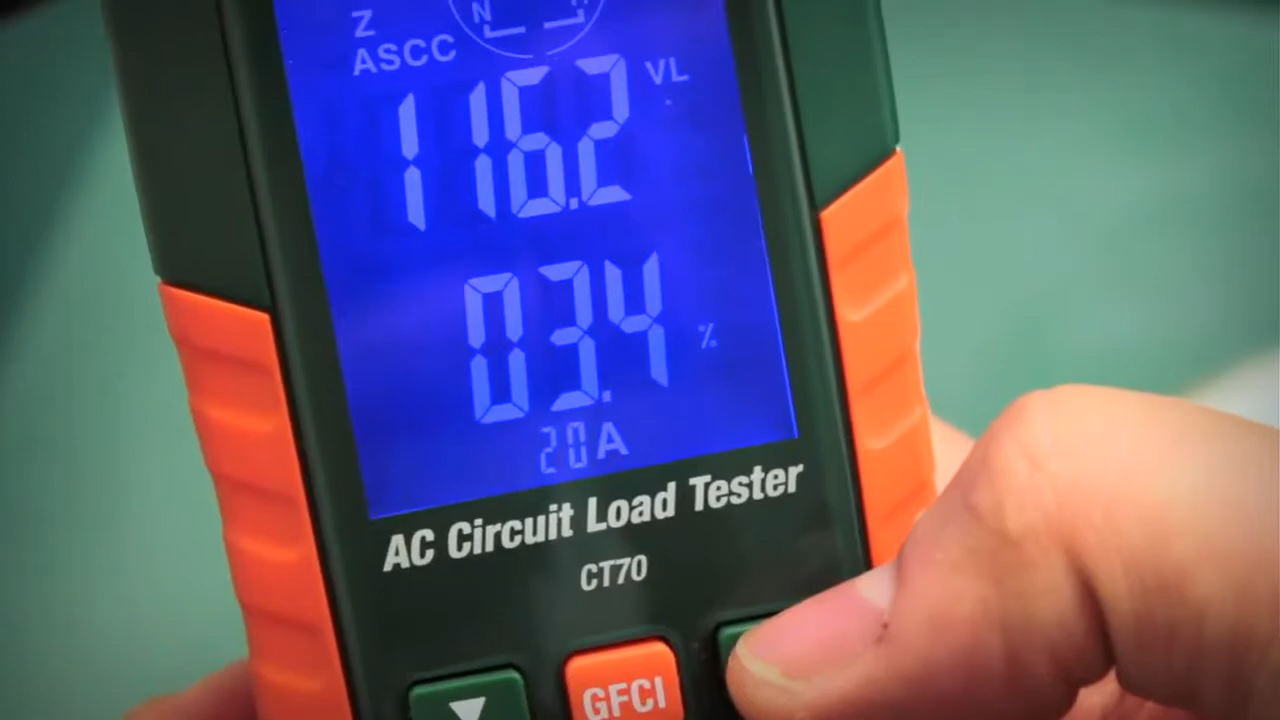 N
Z
ASCC
116.2 VL
03.4 %
20A
AC Circuit Load Tester
CT70
GFCI